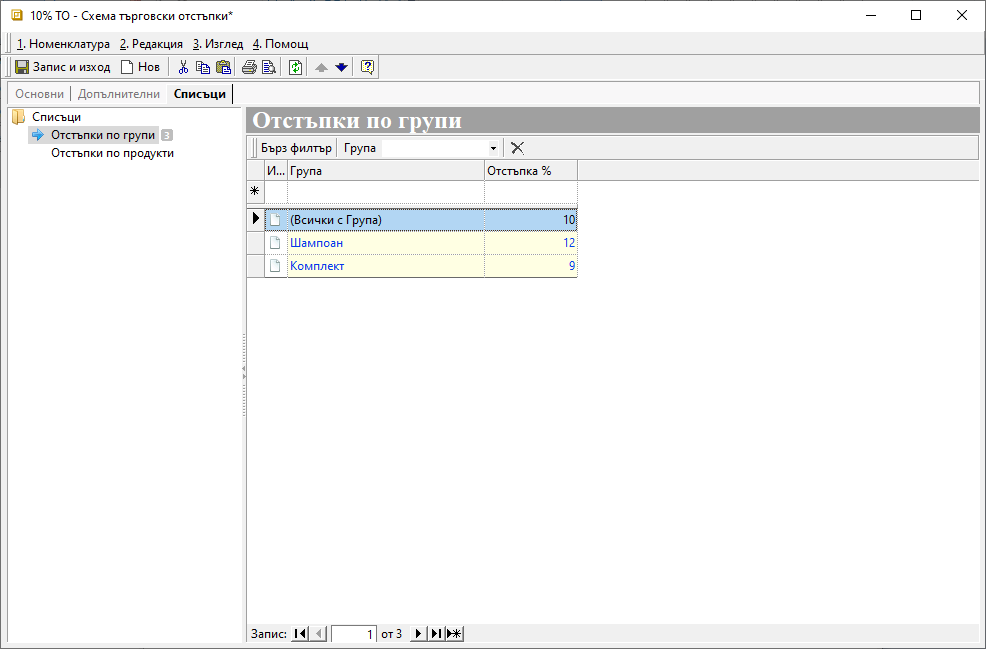 10% ТО - Схема търговски отстъпки*
1. Номенклатура 2. Редакция 3. Изглед 4. Помощ
Запис и изход Нов
Основни Допълнителни Списъци
Списъци
Отстъпки по групи 3
Отстъпки по продукти
Отстъпки по групи
Бърз филтър Група
И... Група Отстъпка %
(Всички с Група) 10
Шампоан 12
Комплект 9
Запис: 1 от 3